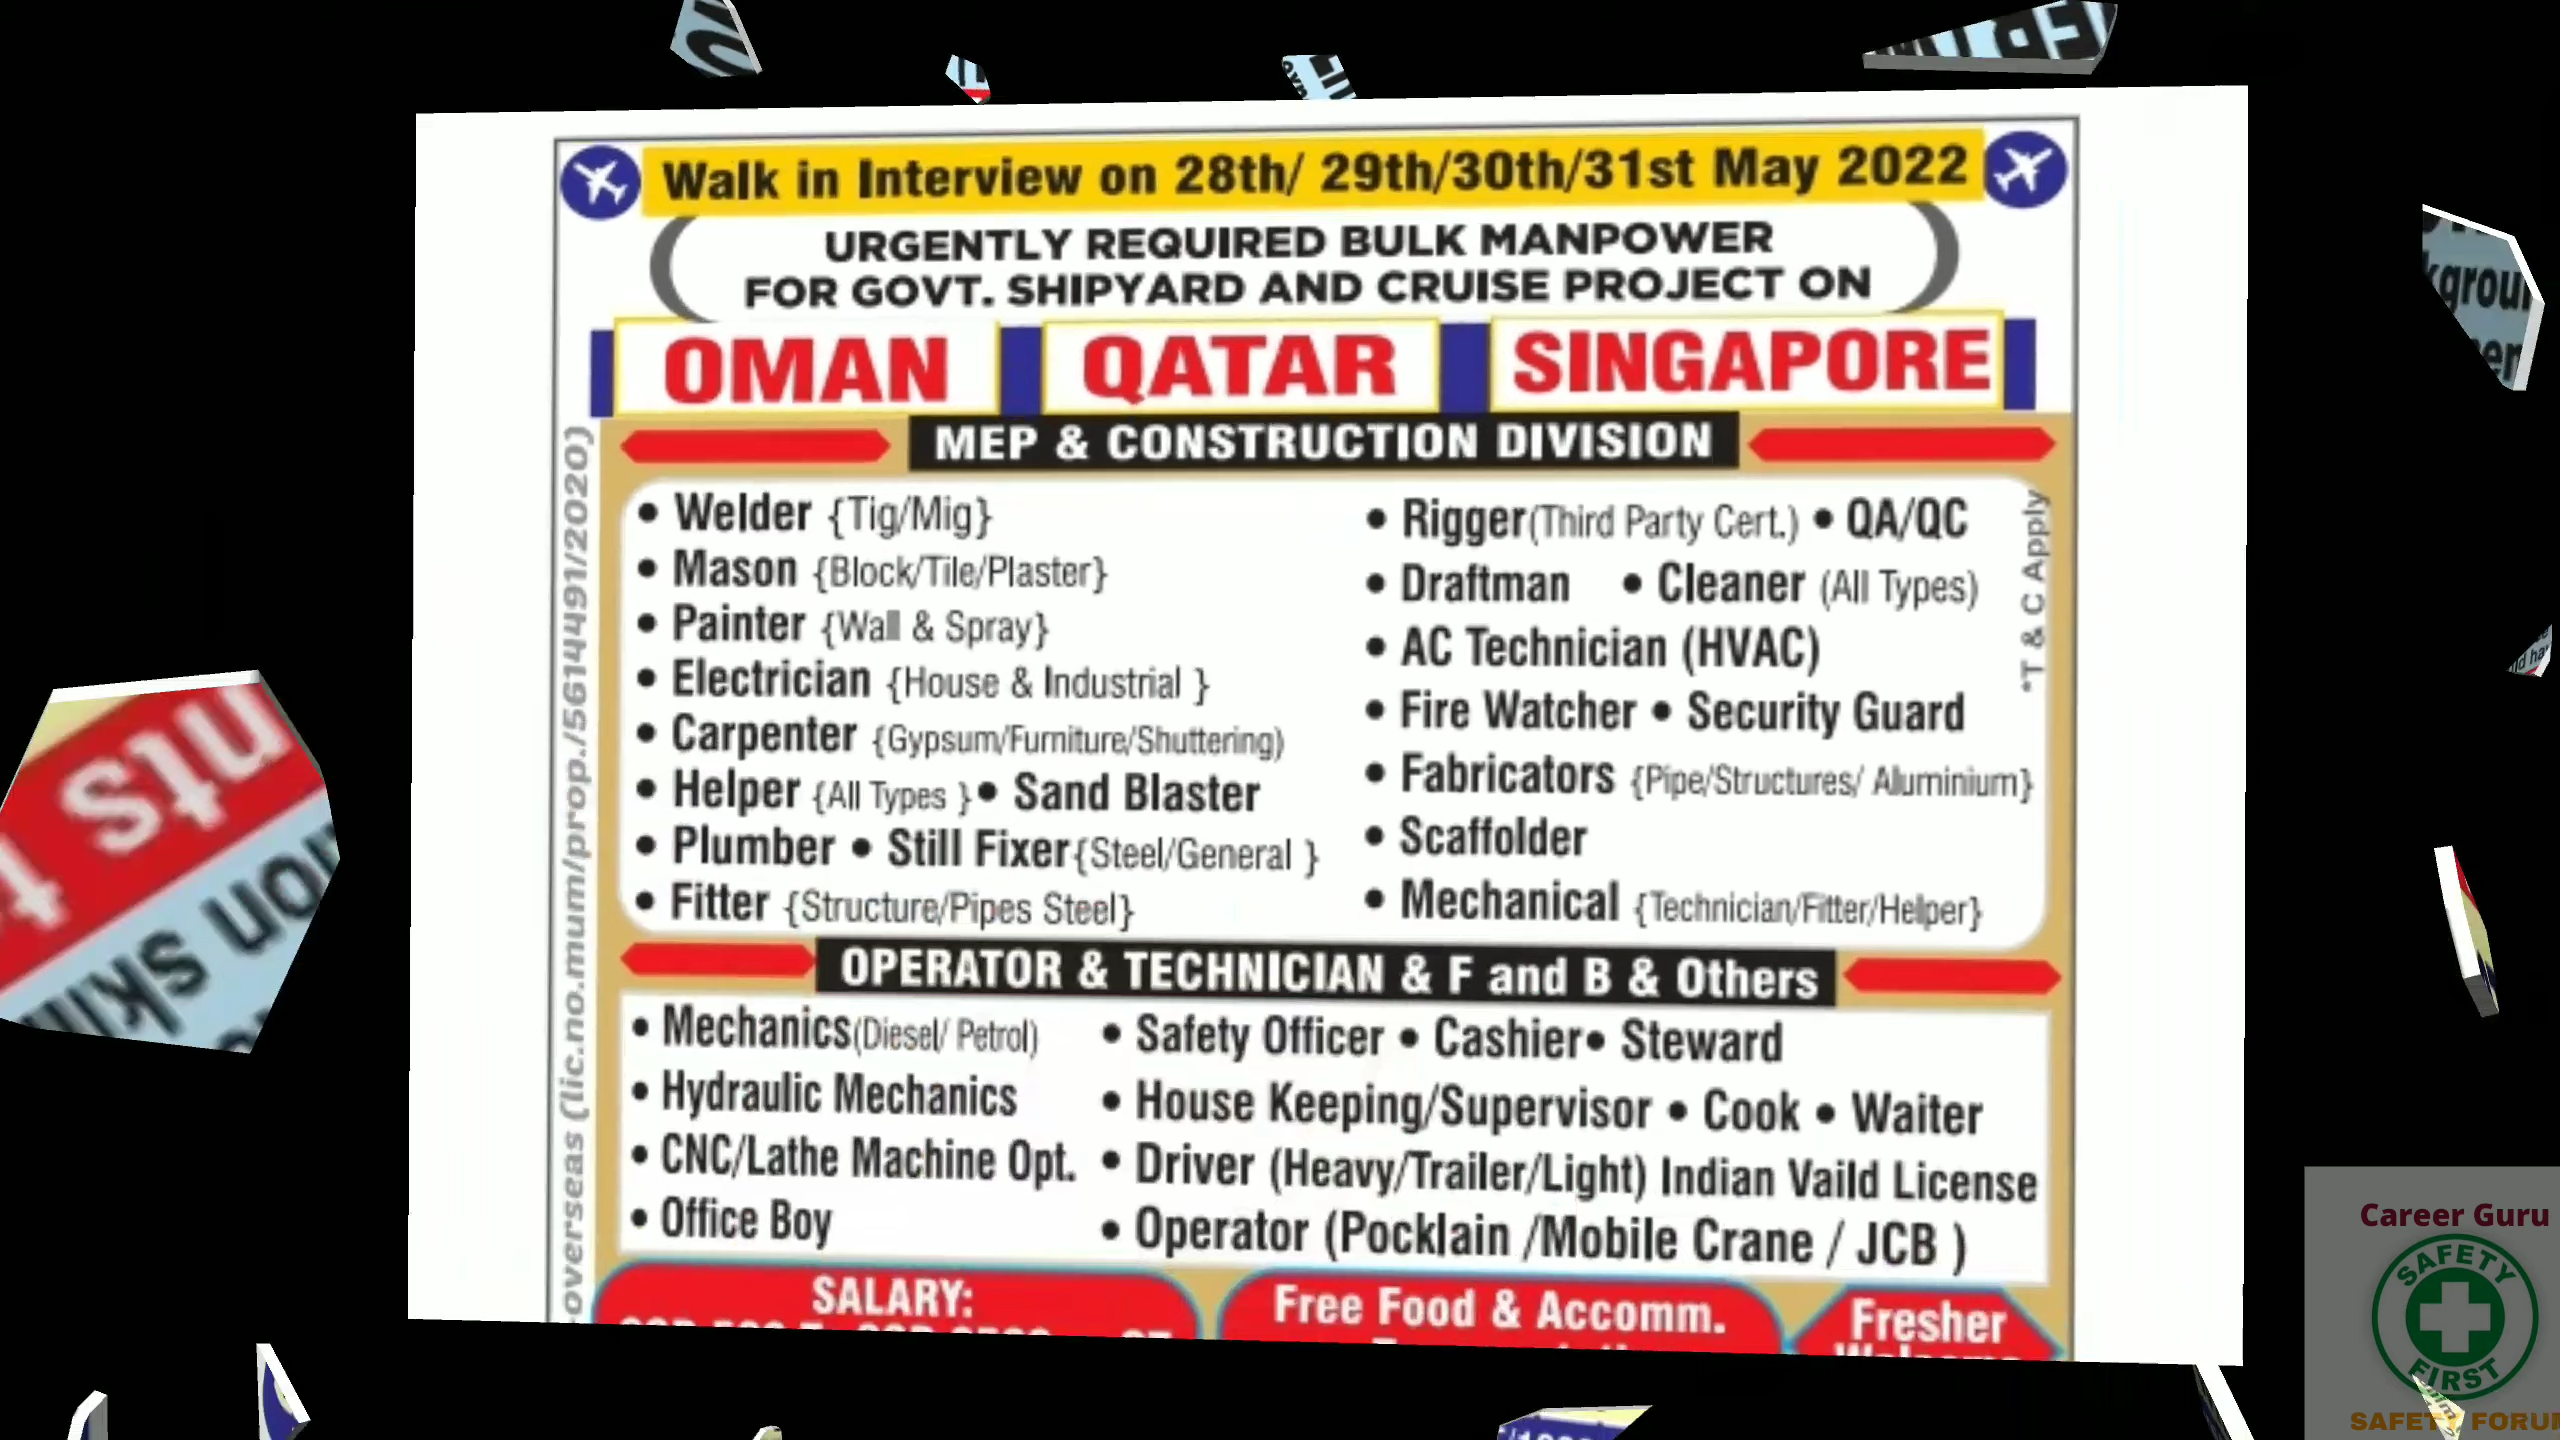 Walk in Interview on 28th/ 29th/30th/31st May 2022
URGENTLY REQUIRED BULK MANPOWER
FOR GOVT. SHIPYARD AND CRUISE PROJECT ON
OMAN QATAR SINGAPORE
MEP & CONSTRUCTION DIVISION
• Welder {Tig/Mig}
• Mason {Block/Tile/Plaster}
• Painter {Wall & Spray}
• Electrician {House & Industrial }
• Carpenter {Gypsum/Furniture/Shuttering)
• Helper {All Types }• Sand Blaster
• Plumber • Still Fixer{Steel/General }
• Fitter {Structure/Pipes Steel}
• Rigger(Third Party Cert.) • QA/QC
• Draftman • Cleaner (All Types)
• AC Technician (HVAC)
• Fire Watcher • Security Guard
• Fabricators {Pipe/Structures/ Aluminium}
• Scaffolder
• Mechanical {Technician/Fitter/Helper}
*T & C Apply
overseas (lic.no.mum/prop./5614491/2020)
OPERATOR & TECHNICIAN & F and B & Others
• Mechanics(Diesel/ Petrol)
• Hydraulic Mechanics
• CNC/Lathe Machine Opt.
• Office Boy
• Safety Officer • Cashier• Steward
• House Keeping/Supervisor • Cook • Waiter
• Driver (Heavy/Trailer/Light) Indian Vaild License
• Operator (Pocklain /Mobile Crane / JCB )
SALARY:
Free Food & Accomm.
Fresher
nts
Career Guru
SAFETY
FIRST
SAFETY FORU